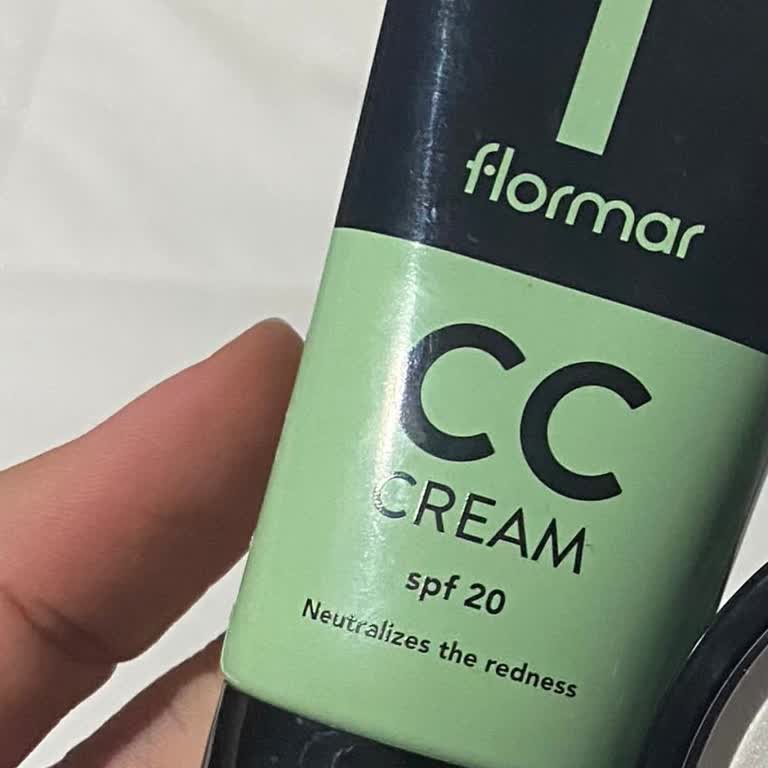 flormar
CC
CREAM
spf 20
Neutralizes the redness